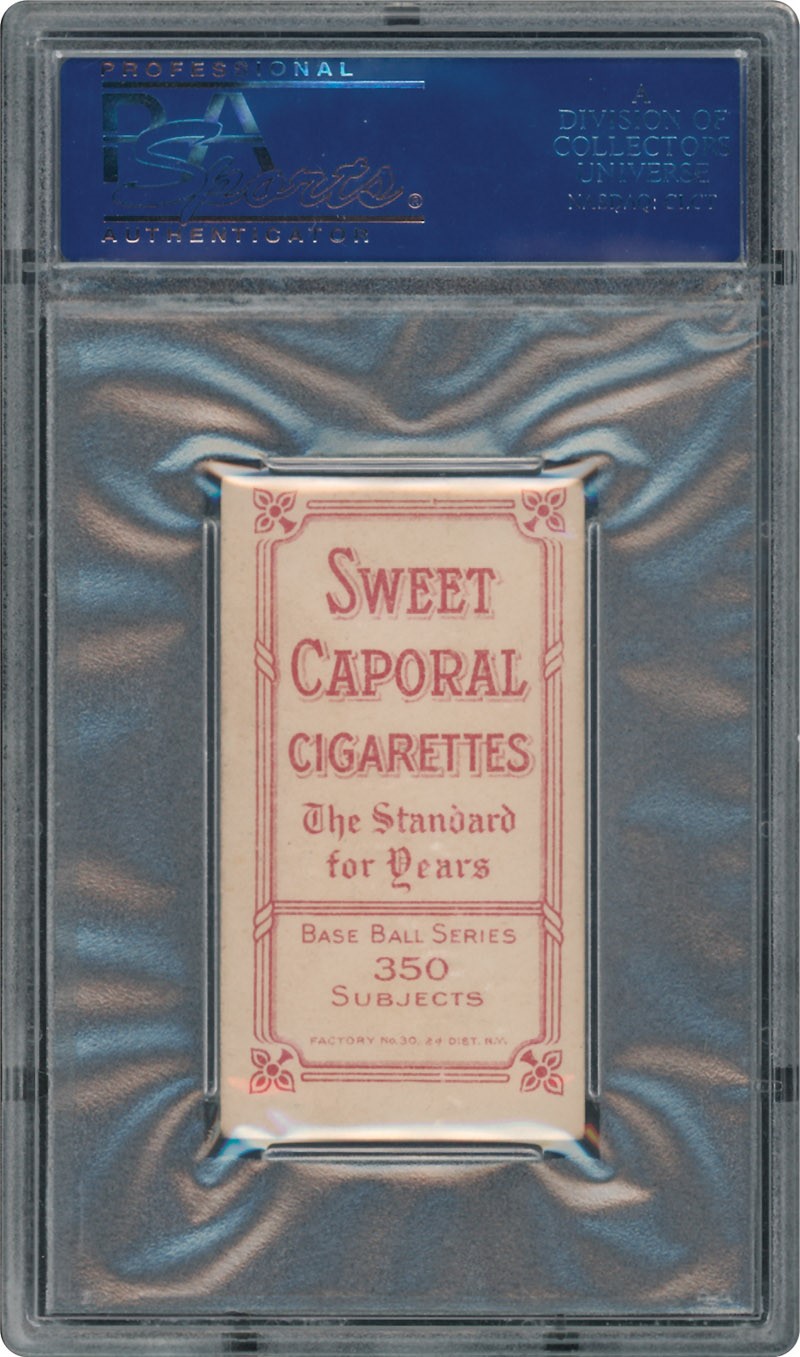 PROFESSIONAL
PSA
Sports®
AUTHENTICATOR
A
DIVISION OF
COLLECTORS
UNIVERSE
NASDAQ: CLCT
SWEET
CAPORAL
CIGARETTES
The Standard
for Years
BASE BALL SERIES
350
SUBJECTS
FACTORY No. 30, 2d DIST. N.Y.
PSA